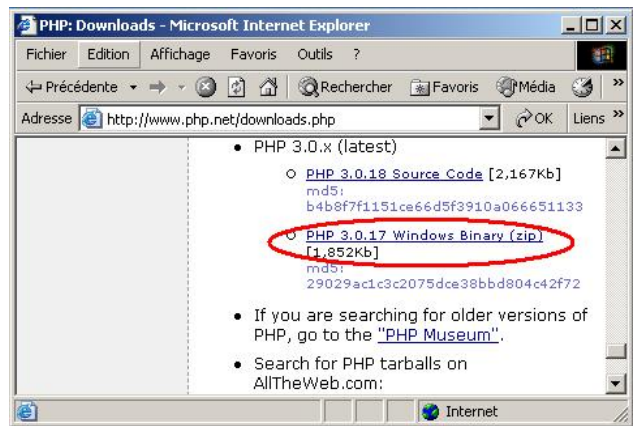 PHP: Downloads - Microsoft Internet Explorer
Fichier Edition Affichage Favoris Outils ?
Précédente Rechercher Favoris Média »
Adresse http://www.php.net/downloads.php OK Liens »
• PHP 3.0.x (latest)
PHP 3.0.18 Source Code [2,167Kb]
md5:
b4b8f7f1151ce66d5f3910a066651133
PHP 3.0.17 Windows Binary (zip)
[1,852Kb]
md5:
29029ac1c3c2075dce38bbd804c42f72
• If you are searching for older versions of
PHP, go to the "PHP Museum".
• Search for PHP tarballs on
AllTheWeb.com:
Internet